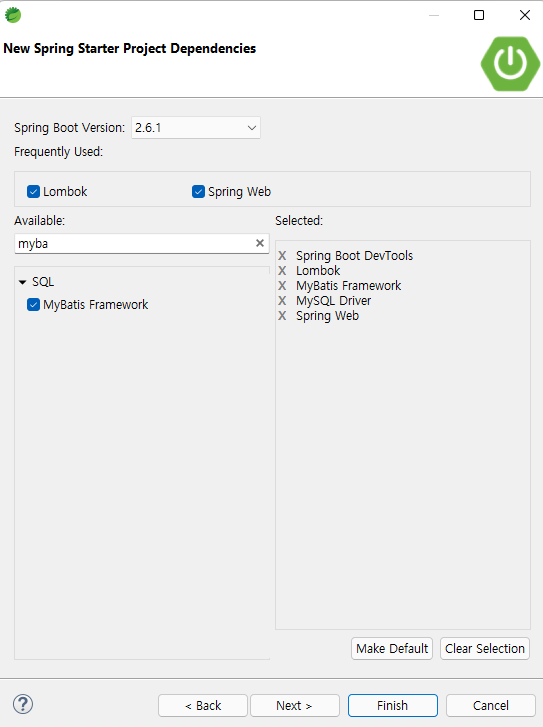 New Spring Starter Project Dependencies
Spring Boot Version: 2.6.1
Frequently Used:
Lombok Spring Web
Available: Selected:
myba
SQL
MyBatis Framework
X Spring Boot DevTools
X Lombok
X MyBatis Framework
X MySQL Driver
X Spring Web
Make Default Clear Selection
? < Back Next > Finish Cancel